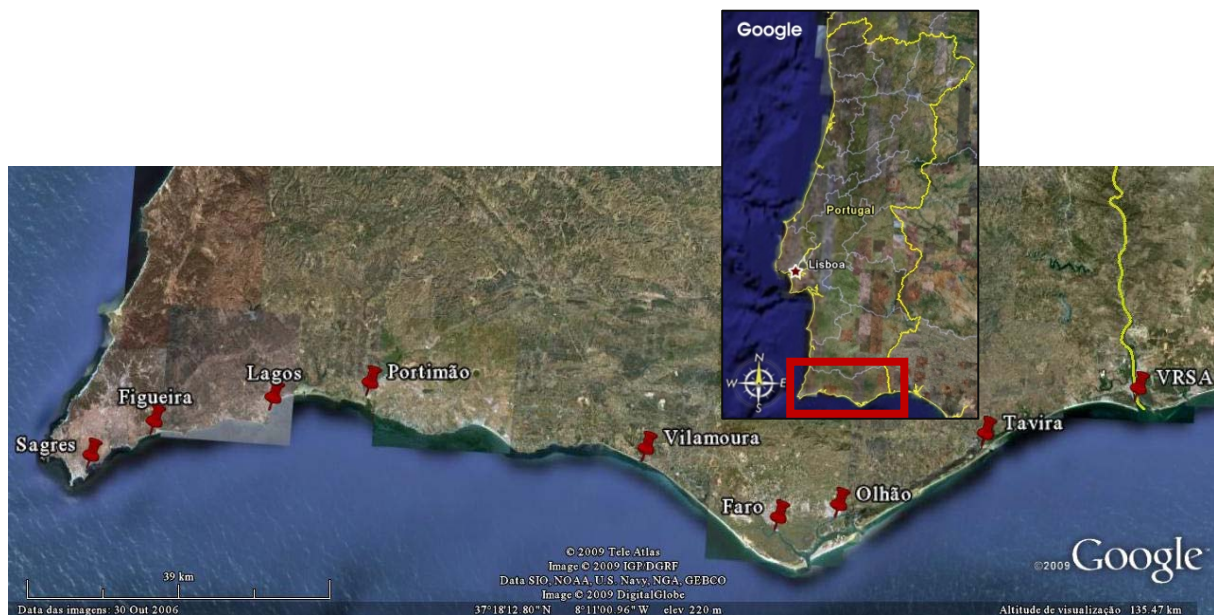 Google
Portugal
Lisboa
N
W E
S
Sagres
Figueira
Lagos
Portimão
Vilamoura
Faro
Olhão
Tavira
VRSA
39 km
© 2009 Tele Atlas
Image © 2009 IGP/DGRF
Data SIO, NOAA, U.S. Navy, NGA, GEBCO
Image © 2009 DigitalGlobe
©2009 Google
Data das imagens: 30 Out 2006
37°18'12.80" N 8°11'00.96" W elev 220 m
Altitude de visualização 135.47 km